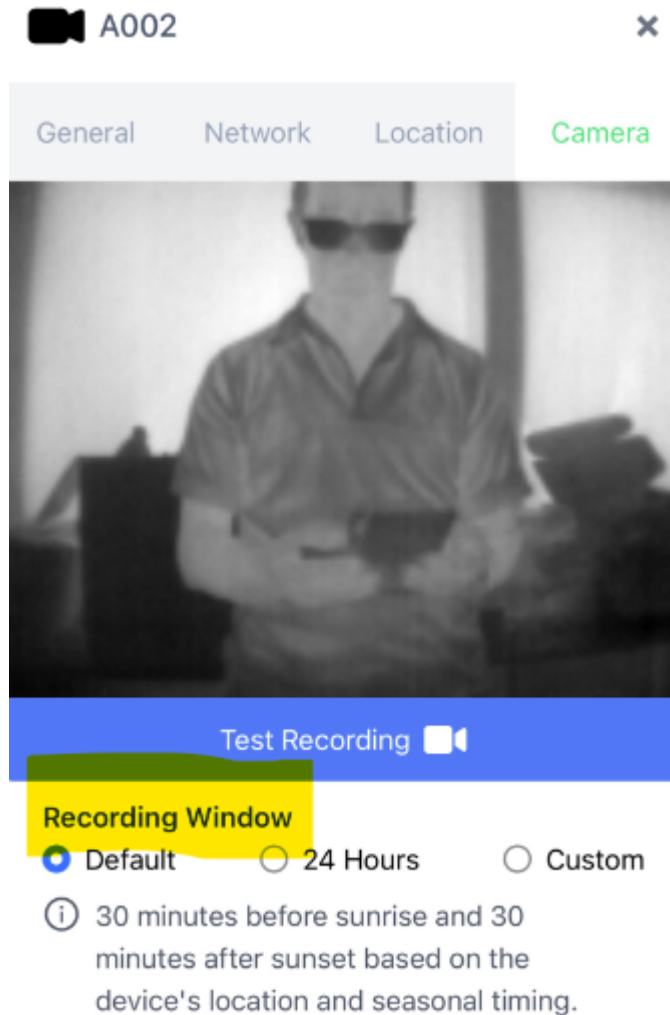 A002
General Network Location Camera
Test Recording
Recording Window
Default 24 Hours Custom
30 minutes before sunrise and 30
minutes after sunset based on the
device's location and seasonal timing.